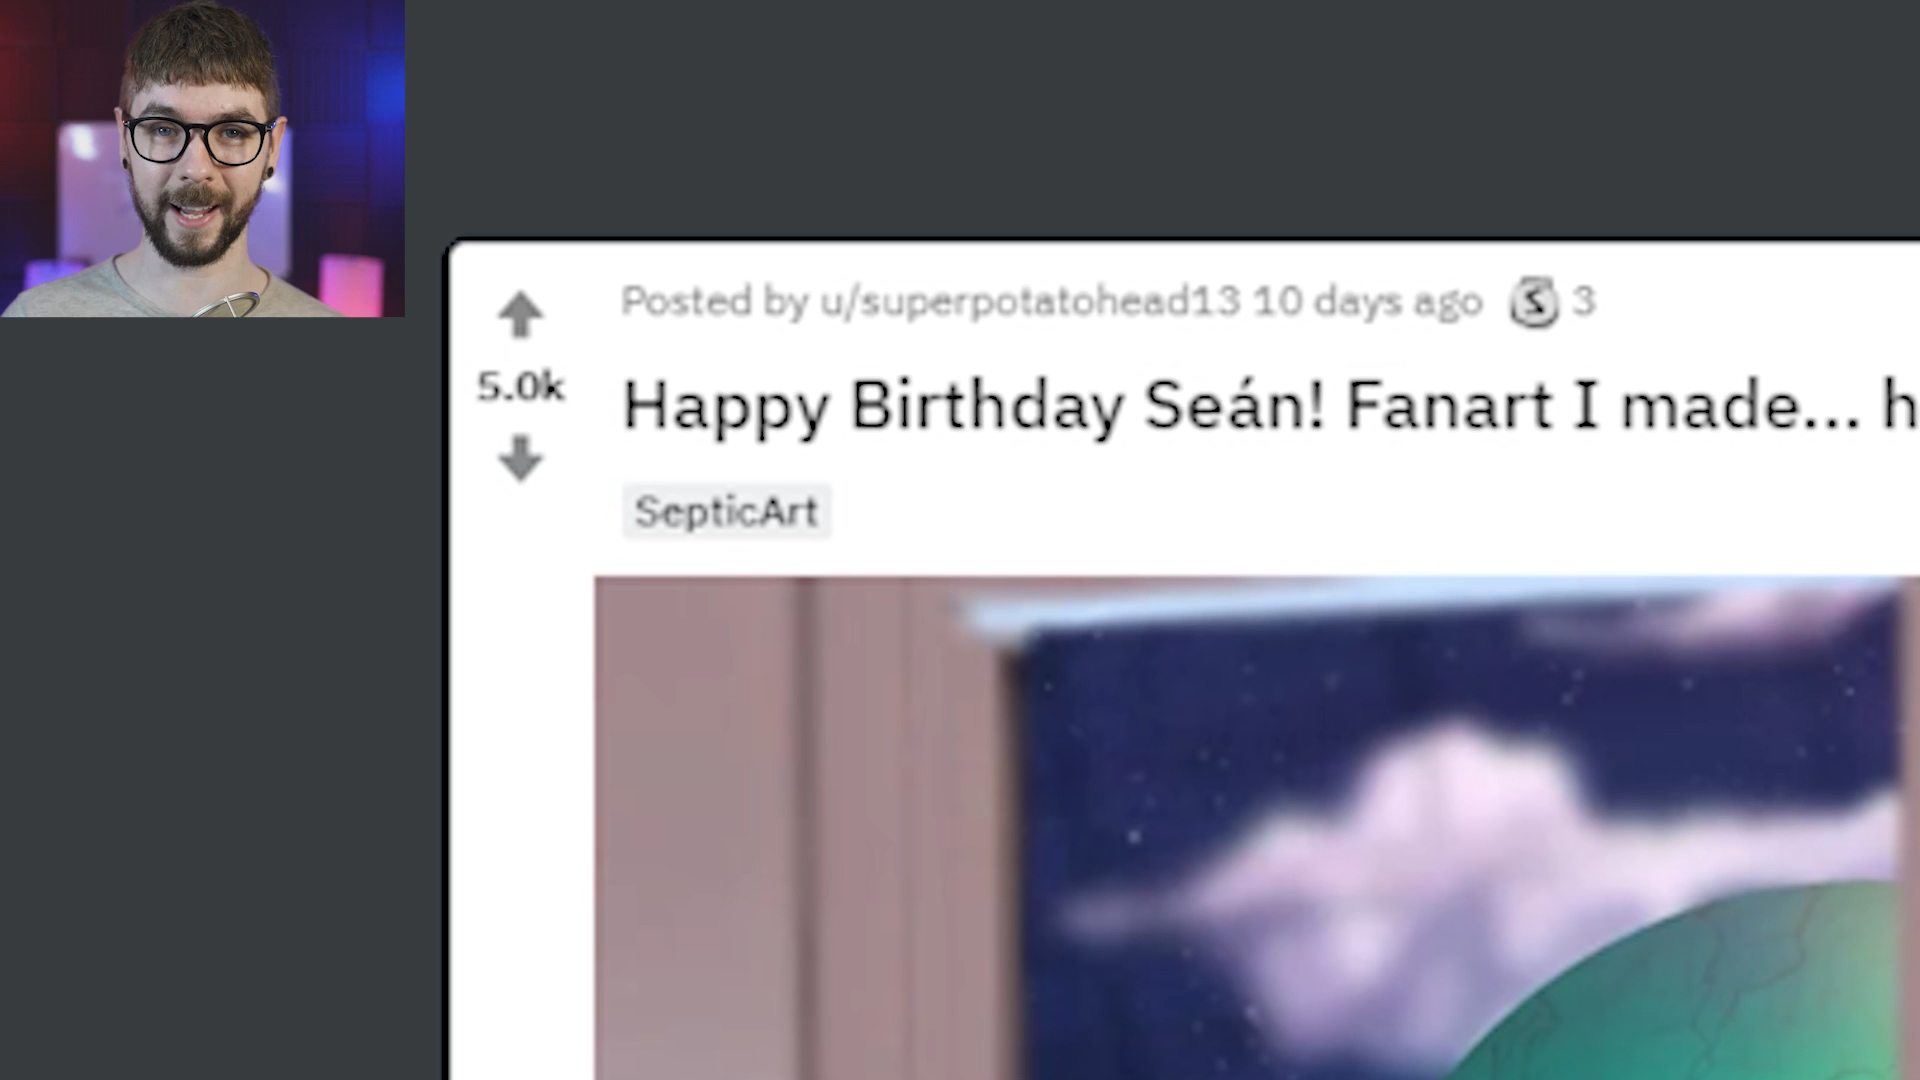 Posted by u/superpotatohead13 10 days ago S 3
5.0k
Happy Birthday Seán! Fanart I made... h
SepticArt